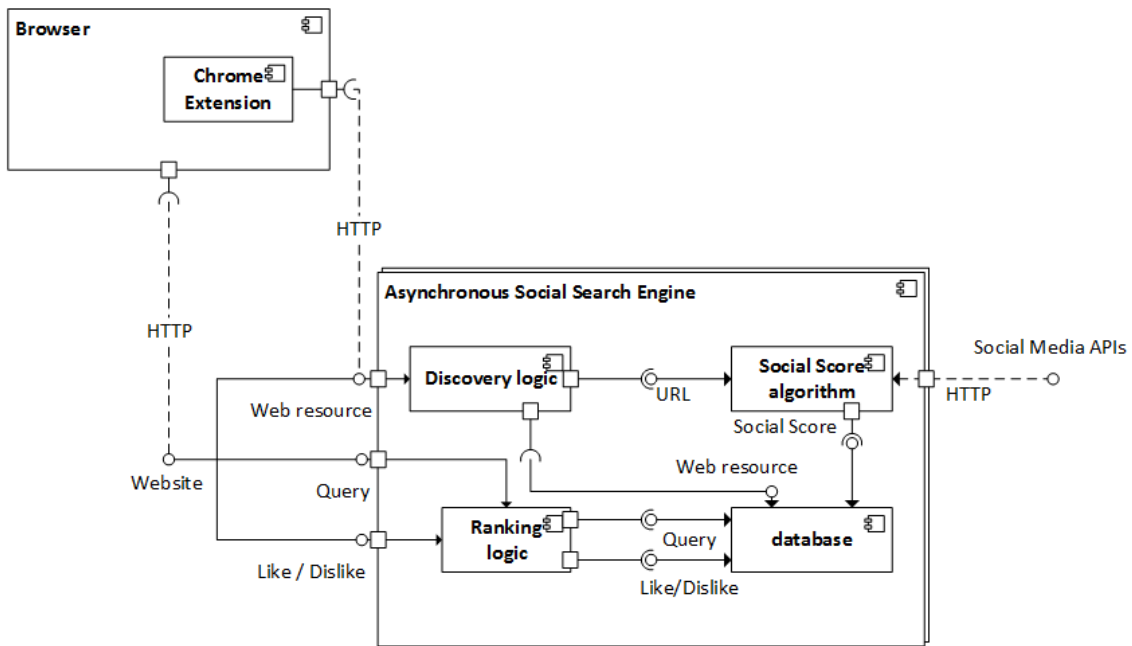 Browser
Chrome
Extension
HTTP
HTTP
Asynchronous Social Search Engine
Discovery logic
Social Score
algorithm
Social Media APIs
HTTP
URL
Web resource
Social Score
Web resource
Website
Query
Ranking
logic
Query
database
Like / Dislike
Like/Dislike